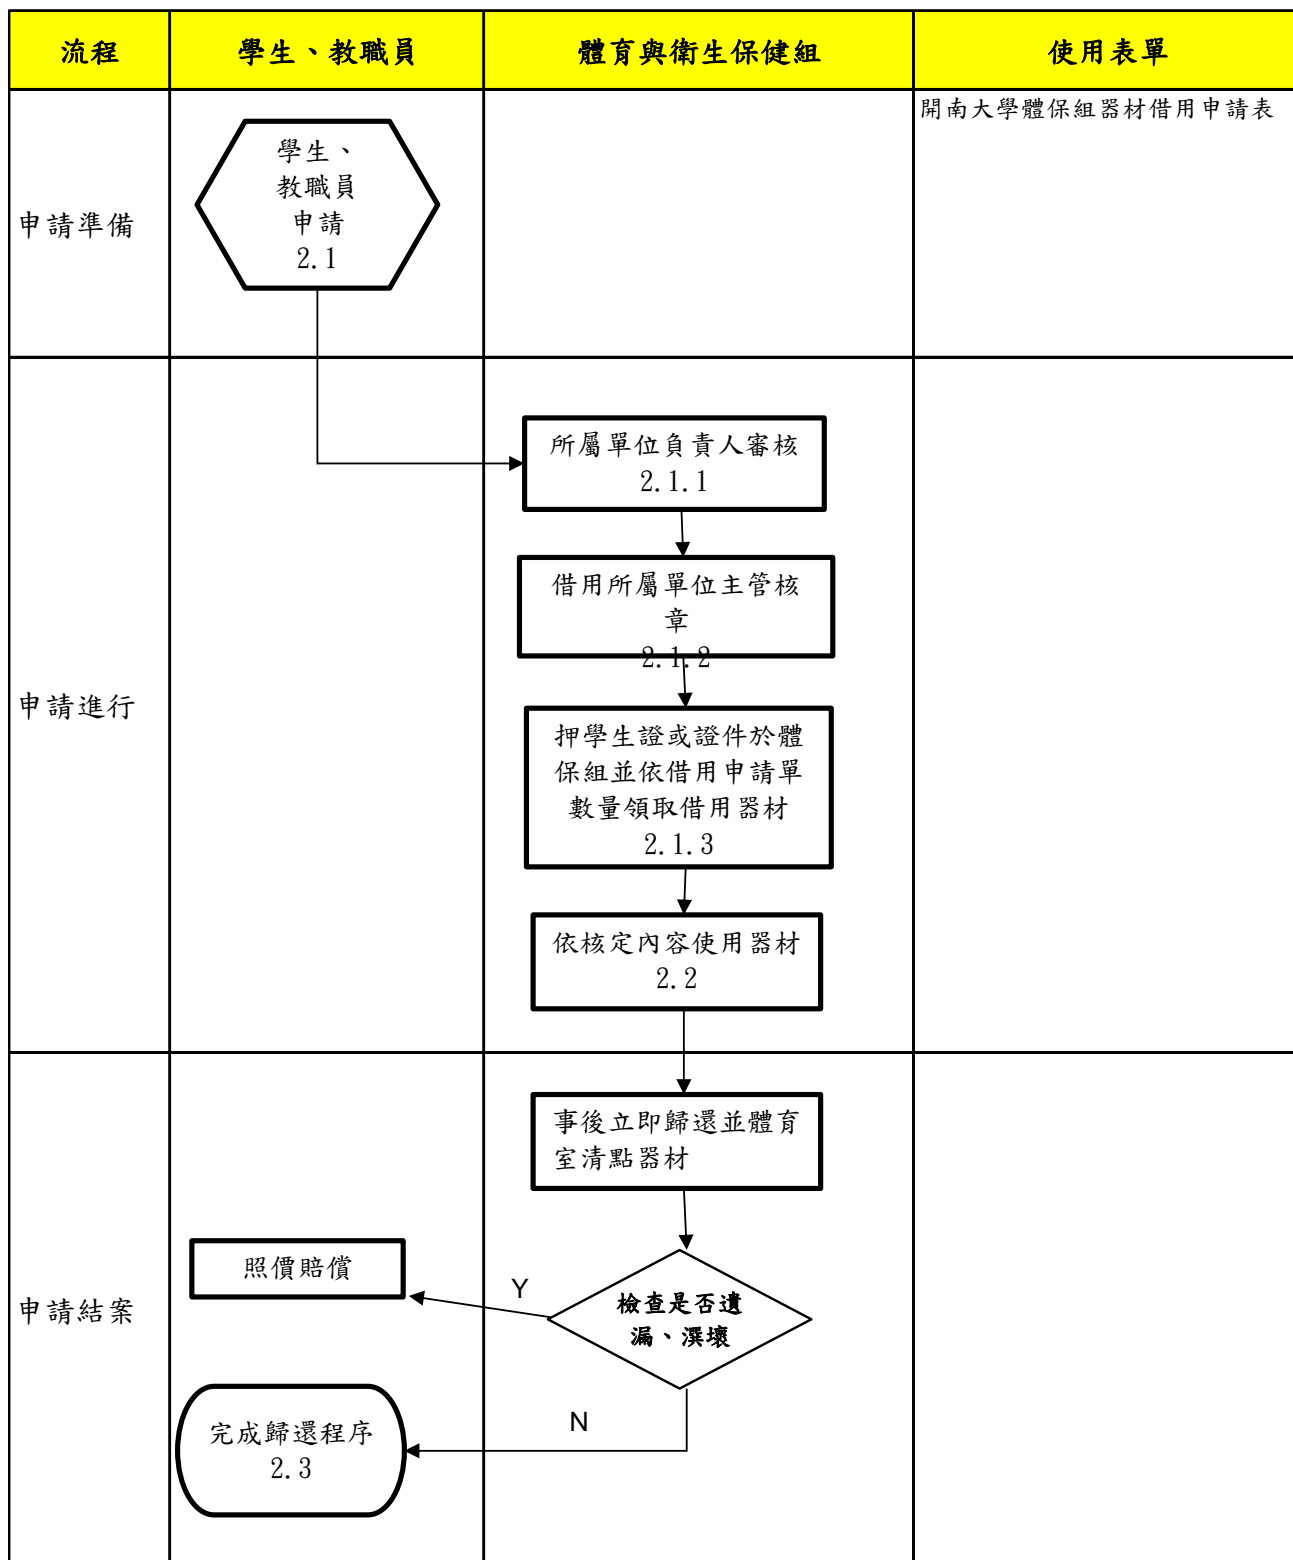 流程
學生、教職員
體育與衛生保健組
使用表單
申請準備
學生、
教職員
申請
2.1
開南大學體保組器材借用申請表
申請進行
所屬單位負責人審核
2.1.1
借用所屬單位主管核
章
2.1.2
押學生證或證件於體
保組並依借用申請單
數量領取借用器材
2.1.3
依核定內容使用器材
2.2
申請結案
事後立即歸還並體育
室清點器材
照價賠償
Y
檢查是否遺
漏、潩壞
N
完成歸還程序
2.3